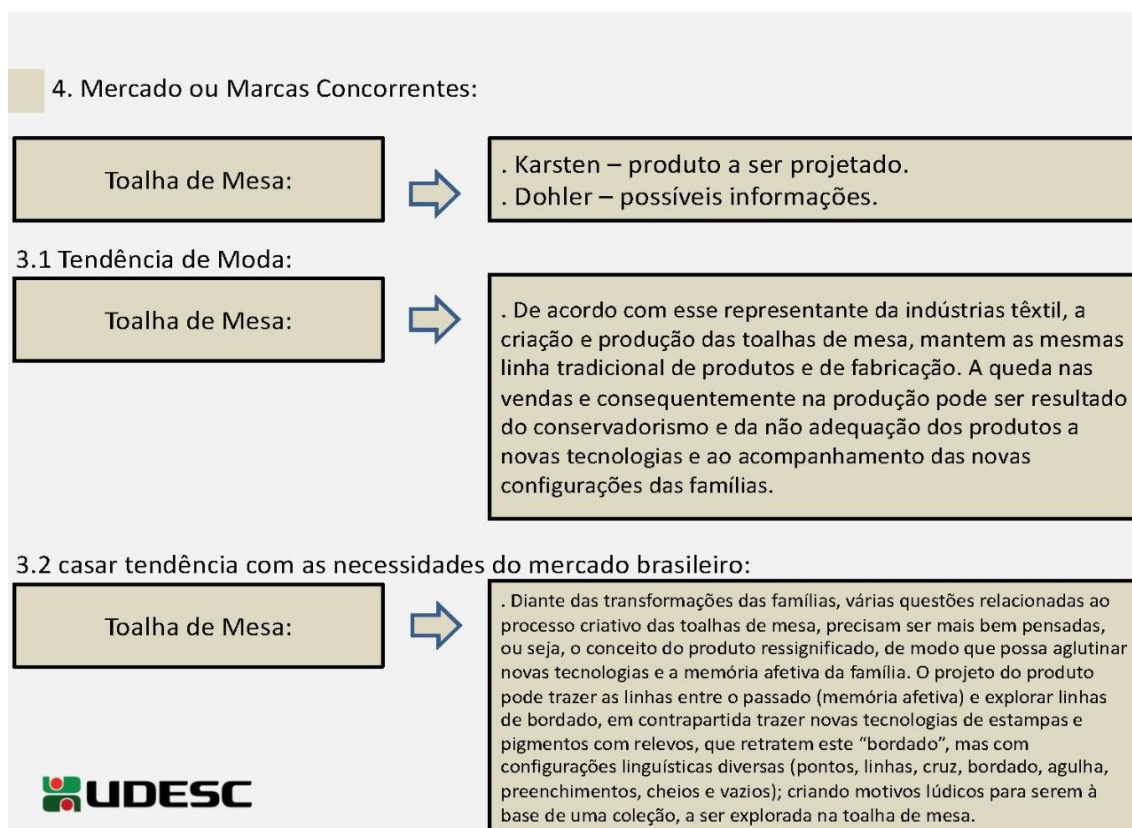 4. Mercado ou Marcas Concorrentes:
Toalha de Mesa:
. Karsten – produto a ser projetado.
. Dohler – possíveis informações.
3.1 Tendência de Moda:
Toalha de Mesa:
. De acordo com esse representante da indústrias têxtil, a
criação e produção das toalhas de mesa, mantem as mesmas
linha tradicional de produtos e de fabricação. A queda nas
vendas e consequentemente na produção pode ser resultado
do conservadorismo e da não adequação dos produtos a
novas tecnologias e ao acompanhamento das novas
configurações das famílias.
3.2 casar tendência com as necessidades do mercado brasileiro:
Toalha de Mesa:
. Diante das transformações das famílias, várias questões relacionadas ao
processo criativo das toalhas de mesa, precisam ser mais bem pensadas,
ou seja, o conceito do produto ressignificado, de modo que possa aglutinar
novas tecnologias e a memória afetiva da família. O projeto do produto
pode trazer as linhas entre o passado (memória afetiva) e explorar linhas
de bordado, em contrapartida trazer novas tecnologias de estampas e
pigmentos com relevos, que retratem este “bordado”, mas com
configurações linguísticas diversas (pontos, linhas, cruz, bordado, agulha,
preenchimentos, cheios e vazios); criando motivos lúdicos para serem à
base de uma coleção, a ser explorada na toalha de mesa.
UDESC